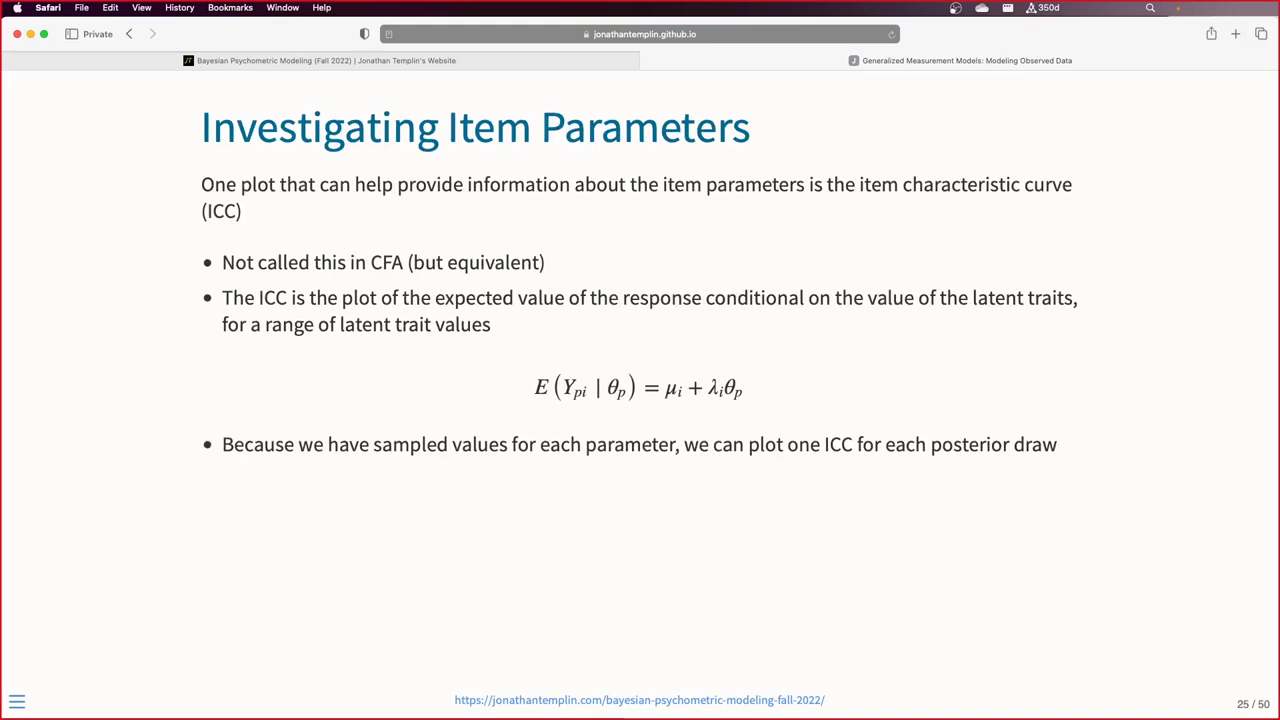 Safari File Edit View History Bookmarks Window Help 350d
Private jonathantemplin.github.io
Bayesian Psychometric Modeling (Fall 2022) | Jonathan Templin's Website
J Generalized Measurement Models: Modeling Observed Data
Investigating Item Parameters
One plot that can help provide information about the item parameters is the item characteristic curve
(ICC)
• Not called this in CFA (but equivalent)
• The ICC is the plot of the expected value of the response conditional on the value of the latent traits,
for a range of latent trait values
E (Y_{pi} | θ_p) = μ_i + λ_iθ_p
• Because we have sampled values for each parameter, we can plot one ICC for each posterior draw
https://jonathantemplin.com/bayesian-psychometric-modeling-fall-2022/
25 / 50